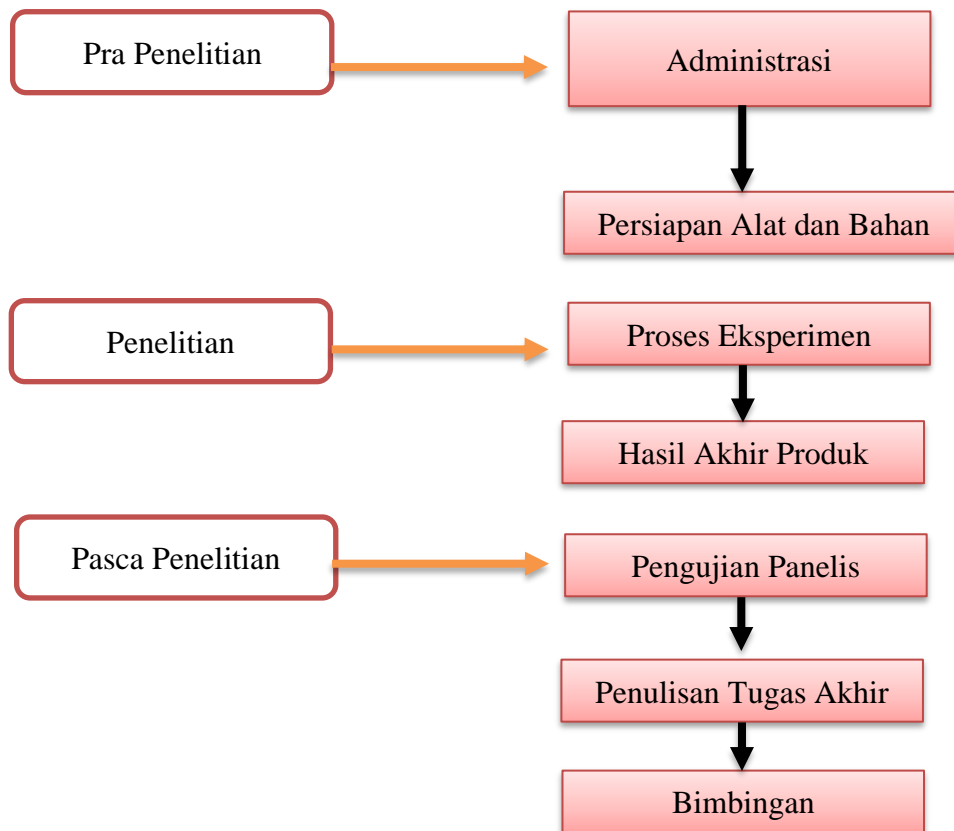 Pra Penelitian
Administrasi
Persiapan Alat dan Bahan
Penelitian
Proses Eksperimen
Hasil Akhir Produk
Pasca Penelitian
Pengujian Panelis
Penulisan Tugas Akhir
Bimbingan